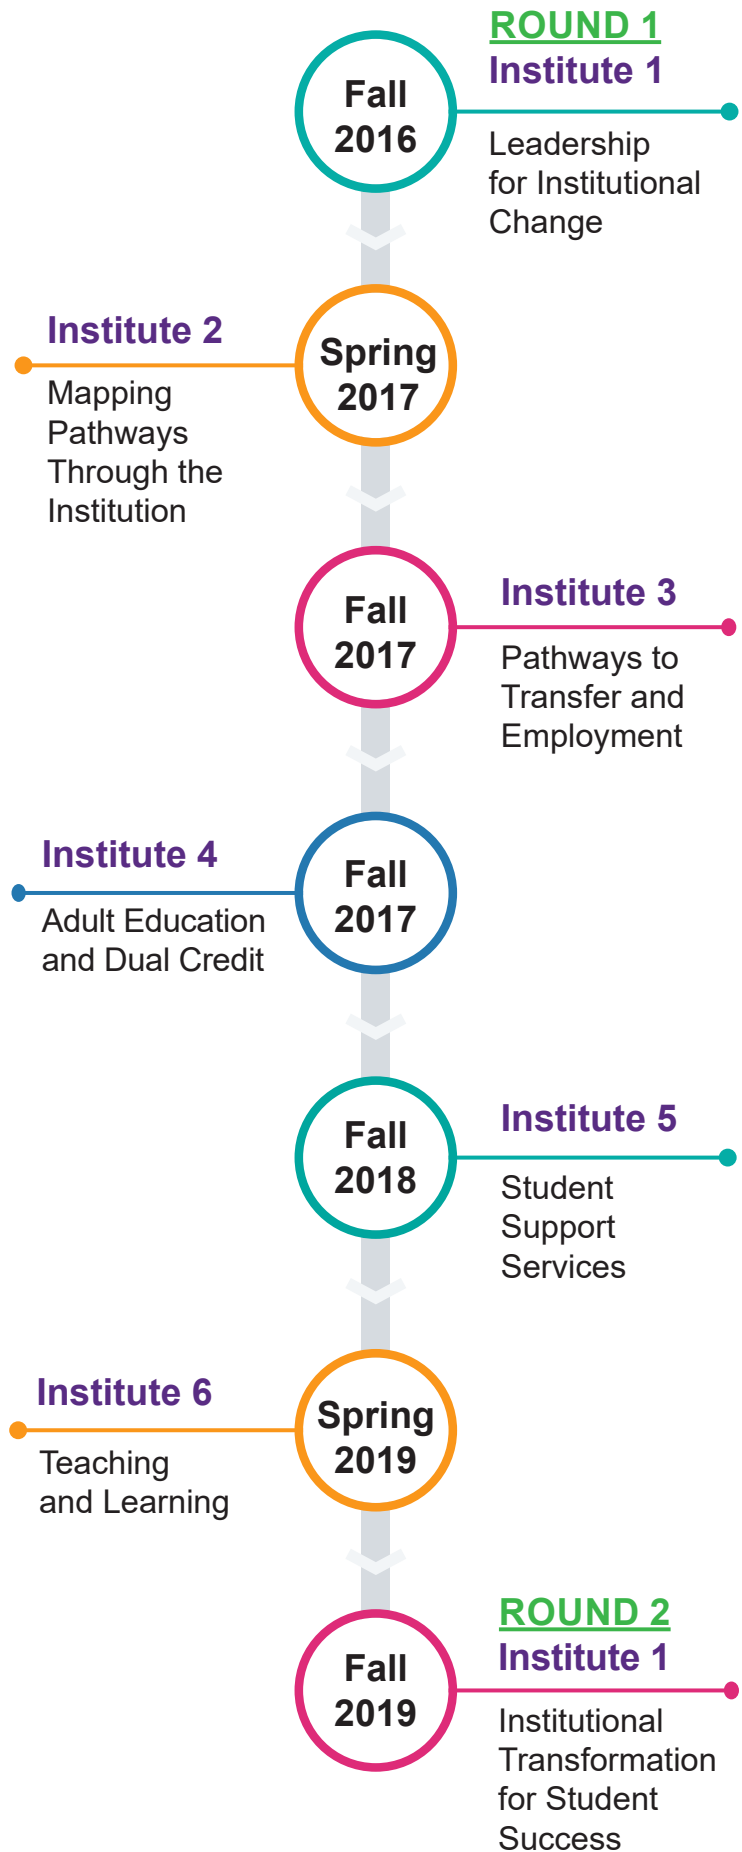 ROUND 1
Institute 1
Fall
2016
Leadership
for Institutional
Change
Institute 2
Spring
2017
Mapping
Pathways
Through the
Institution
Institute 3
Fall
2017
Pathways to
Transfer and
Employment
Institute 4
Fall
2017
Adult Education
and Dual Credit
Institute 5
Fall
2018
Student
Support
Services
Institute 6
Spring
2019
Teaching
and Learning
ROUND 2
Institute 1
Fall
2019
Institutional
Transformation
for Student
Success